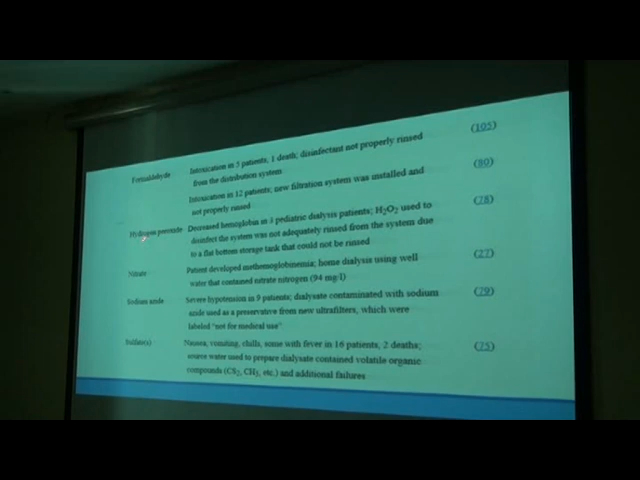 Formaldehyde Intoxication in 5 patients, 1 death; disinfectant not properly rinsed (105)
from the distribution system
Intoxication in 12 patients; new filtration system was installed and (80)
not properly rinsed
Hydrogen peroxide Decreased hemoglobin in 3 pediatric dialysis patients; H2O2 used to (78)
disinfect the system was not adequately rinsed from the system due
to a flat bottom storage tank that could not be rinsed
Nitrate Patient developed methemoglobinemia; home dialysis using well (27)
water that contained nitrate nitrogen (94 mg/l)
Sodium azide Severe hypotension in 9 patients; dialysate contaminated with sodium (79)
azide used as a preservative from new ultrafilters, which were
labeled "not for medical use"
Sulfate(s) Nausea, vomiting, chills, some with fever in 16 patients, 2 deaths; (75)
source water used to prepare dialysate contained volatile organic
compounds (CS2, CH3, etc.) and additional failures